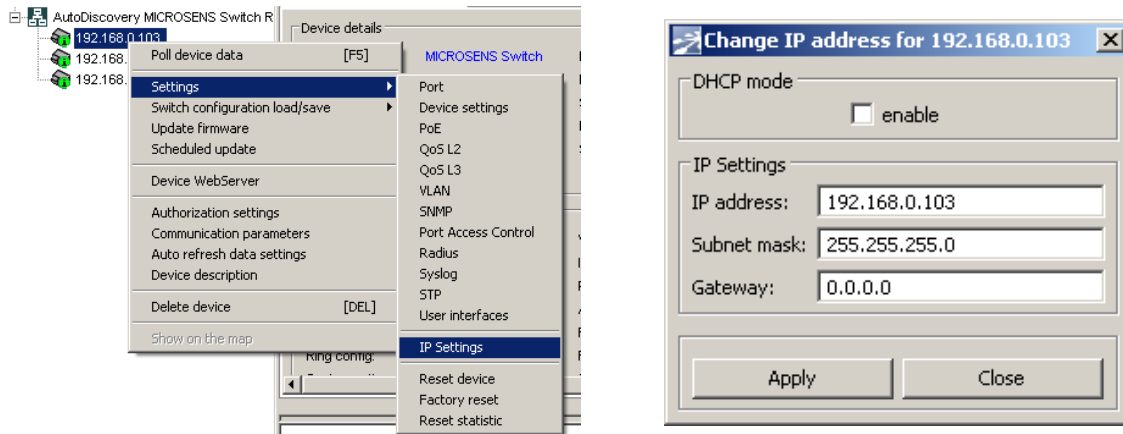 AutoDiscovery MICROSENS Switch R
192.168.0.103
192.168.
192.168.
Device details
MICROSENS Switch
Poll device data [F5]
Settings
Switch configuration load/save
Update firmware
Scheduled update
Device WebServer
Authorization settings
Communication parameters
Auto refresh data settings
Device description
Delete device [DEL]
Show on the map
Ring config:
Port
Device settings
PoE
QoS L2
QoS L3
VLAN
SNMP
Port Access Control
Radius
Syslog
STP
User interfaces
IP Settings
Reset device
Factory reset
Reset statistic
Change IP address for 192.168.0.103
DHCP mode
enable
IP Settings
IP address: 192.168.0.103
Subnet mask: 255.255.255.0
Gateway: 0.0.0.0
Apply Close